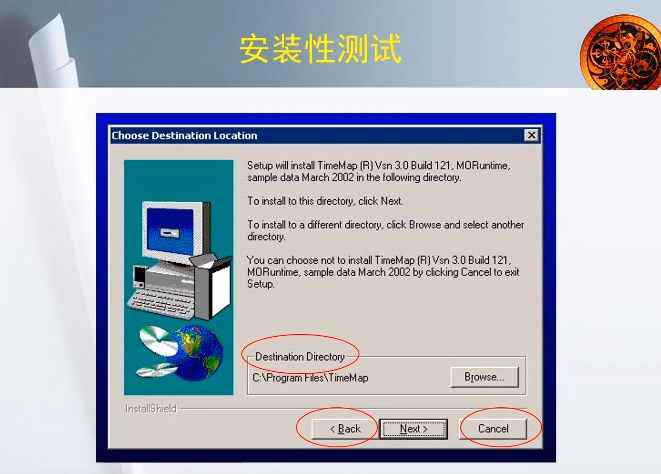 安装性测试
Choose Destination Location
Setup will install TimeMap (R) Vsn 3.0 Build 121, MORuntime,
sample data March 2002 in the following directory.
To install to this directory, click Next.
To install to a different directory, click Browse and select another
directory.
You can choose not to install TimeMap (R) Vsn 3.0 Build 121,
MORuntime, sample data March 2002 by clicking Cancel to exit
Setup.
Destination Directory
C:\Program Files\TimeMap
Browse...
InstallShield
< Back
Next >
Cancel